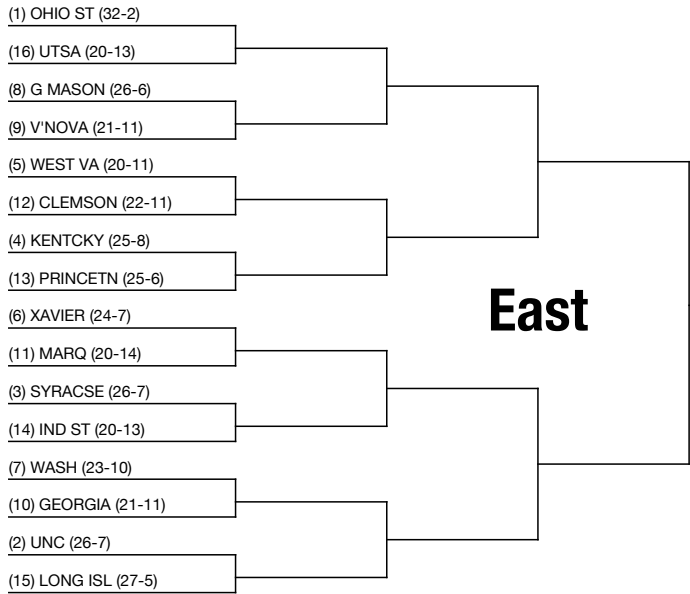 (1) OHIO ST (32-2)
(16) UTSA (20-13)
(8) G MASON (26-6)
(9) V'NOVA (21-11)
(5) WEST VA (20-11)
(12) CLEMSON (22-11)
(4) KENTCKY (25-8)
(13) PRINCETN (25-6)
(6) XAVIER (24-7)
(11) MARQ (20-14)
(3) SYRACSE (26-7)
(14) IND ST (20-13)
(7) WASH (23-10)
(10) GEORGIA (21-11)
(2) UNC (26-7)
(15) LONG ISL (27-5)
East